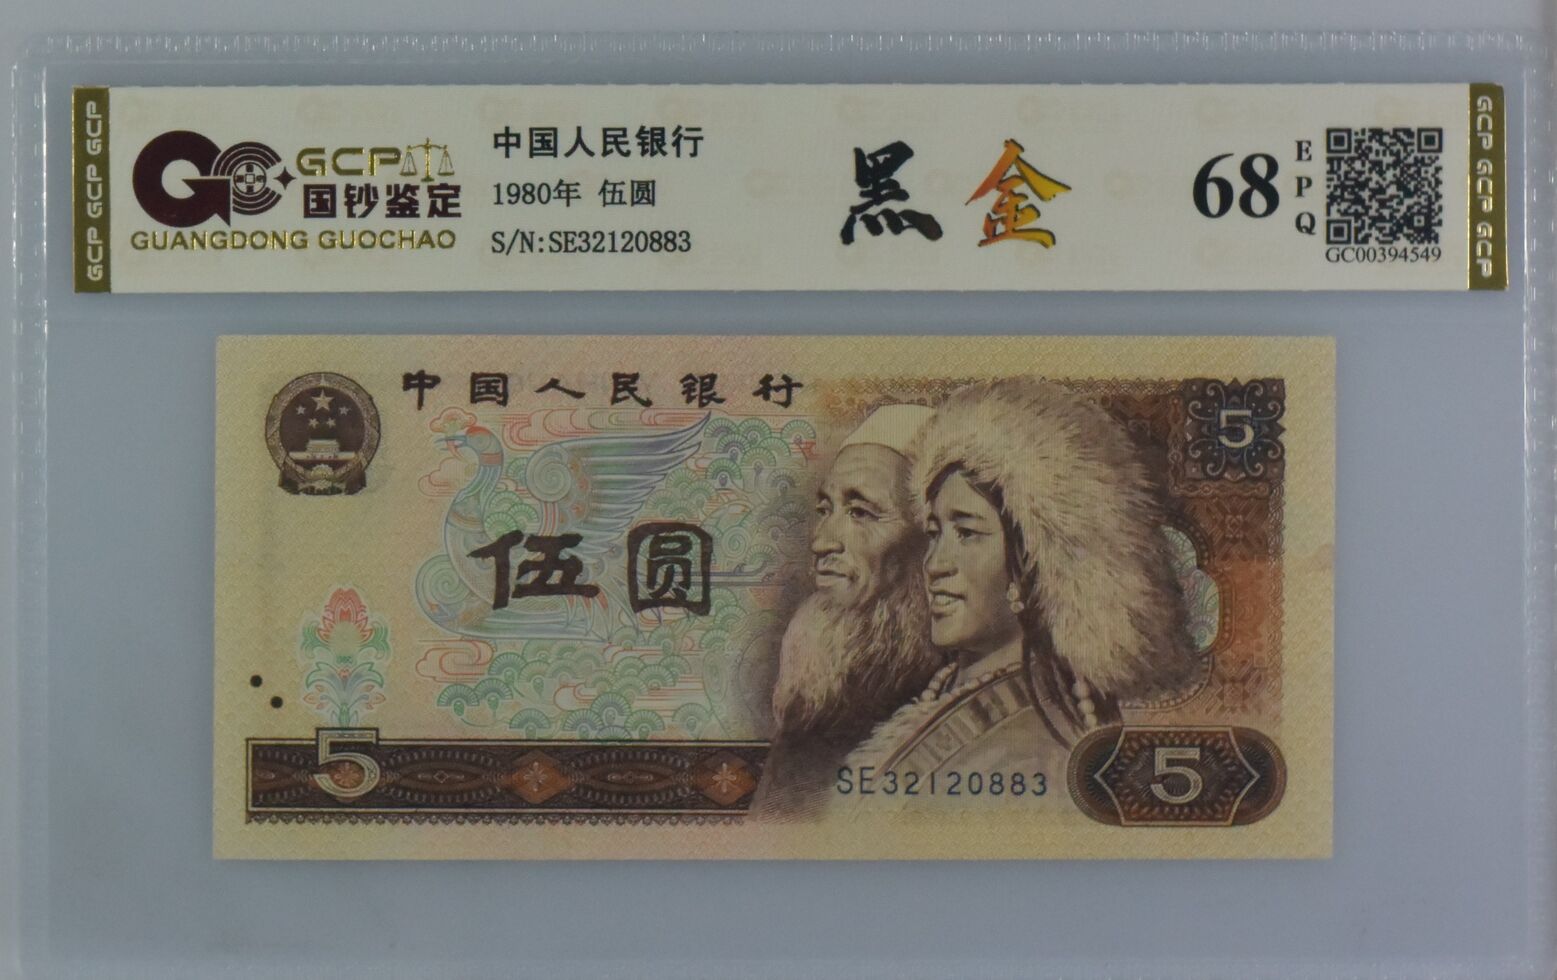 GCP GCP GCP
GCP
国钞鉴定
GUANGDONG GUOCHAO
中国人民银行
1980年 伍圆
S/N:SE32120883
黑金
68
EPQ
GC00394549
GCP GCP GCP GCP
中国人民银行
5
伍圆
5
SE32120883
5